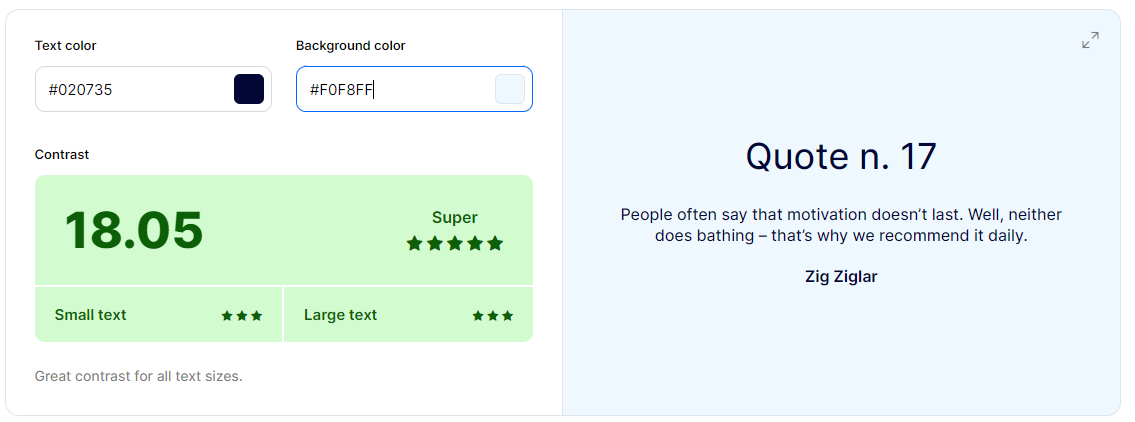 Text color
Background color
#020735
#F0F8FF
Contrast
18.05
Super
Small text
Large text
Great contrast for all text sizes.
Quote n. 17
People often say that motivation doesn’t last. Well, neither
does bathing – that’s why we recommend it daily.
Zig Ziglar